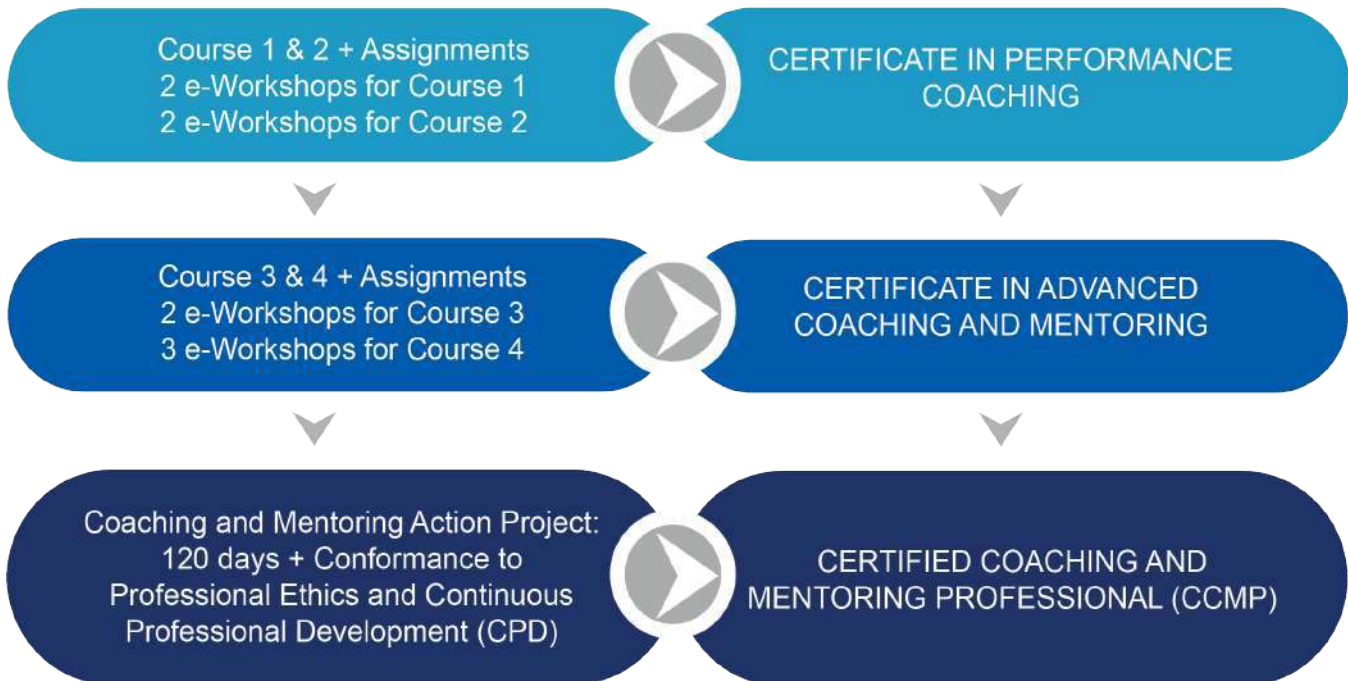 Course 1 & 2 + Assignments
2 e-Workshops for Course 1
2 e-Workshops for Course 2
CERTIFICATE IN PERFORMANCE
COACHING
Course 3 & 4 + Assignments
2 e-Workshops for Course 3
3 e-Workshops for Course 4
CERTIFICATE IN ADVANCED
COACHING AND MENTORING
Coaching and Mentoring Action Project:
120 days + Conformance to
Professional Ethics and Continuous
Professional Development (CPD)
CERTIFIED COACHING AND
MENTORING PROFESSIONAL (CCMP)